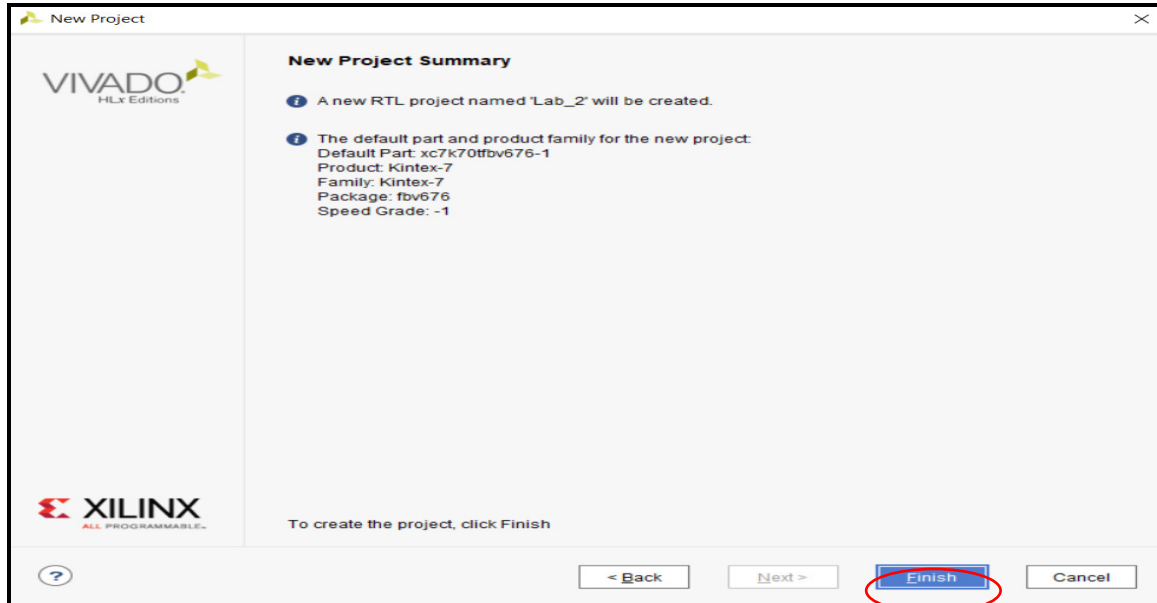 New Project
VIVADO.
HLx Editions
New Project Summary
A new RTL project named 'Lab_2' will be created.
The default part and product family for the new project:
Default Part: xc7k70tfbv676-1
Product: Kintex-7
Family: Kintex-7
Package: fbv676
Speed Grade: -1
XILINX
ALL PROGRAMMABLE™
To create the project, click Finish
? < Back Next > Finish Cancel